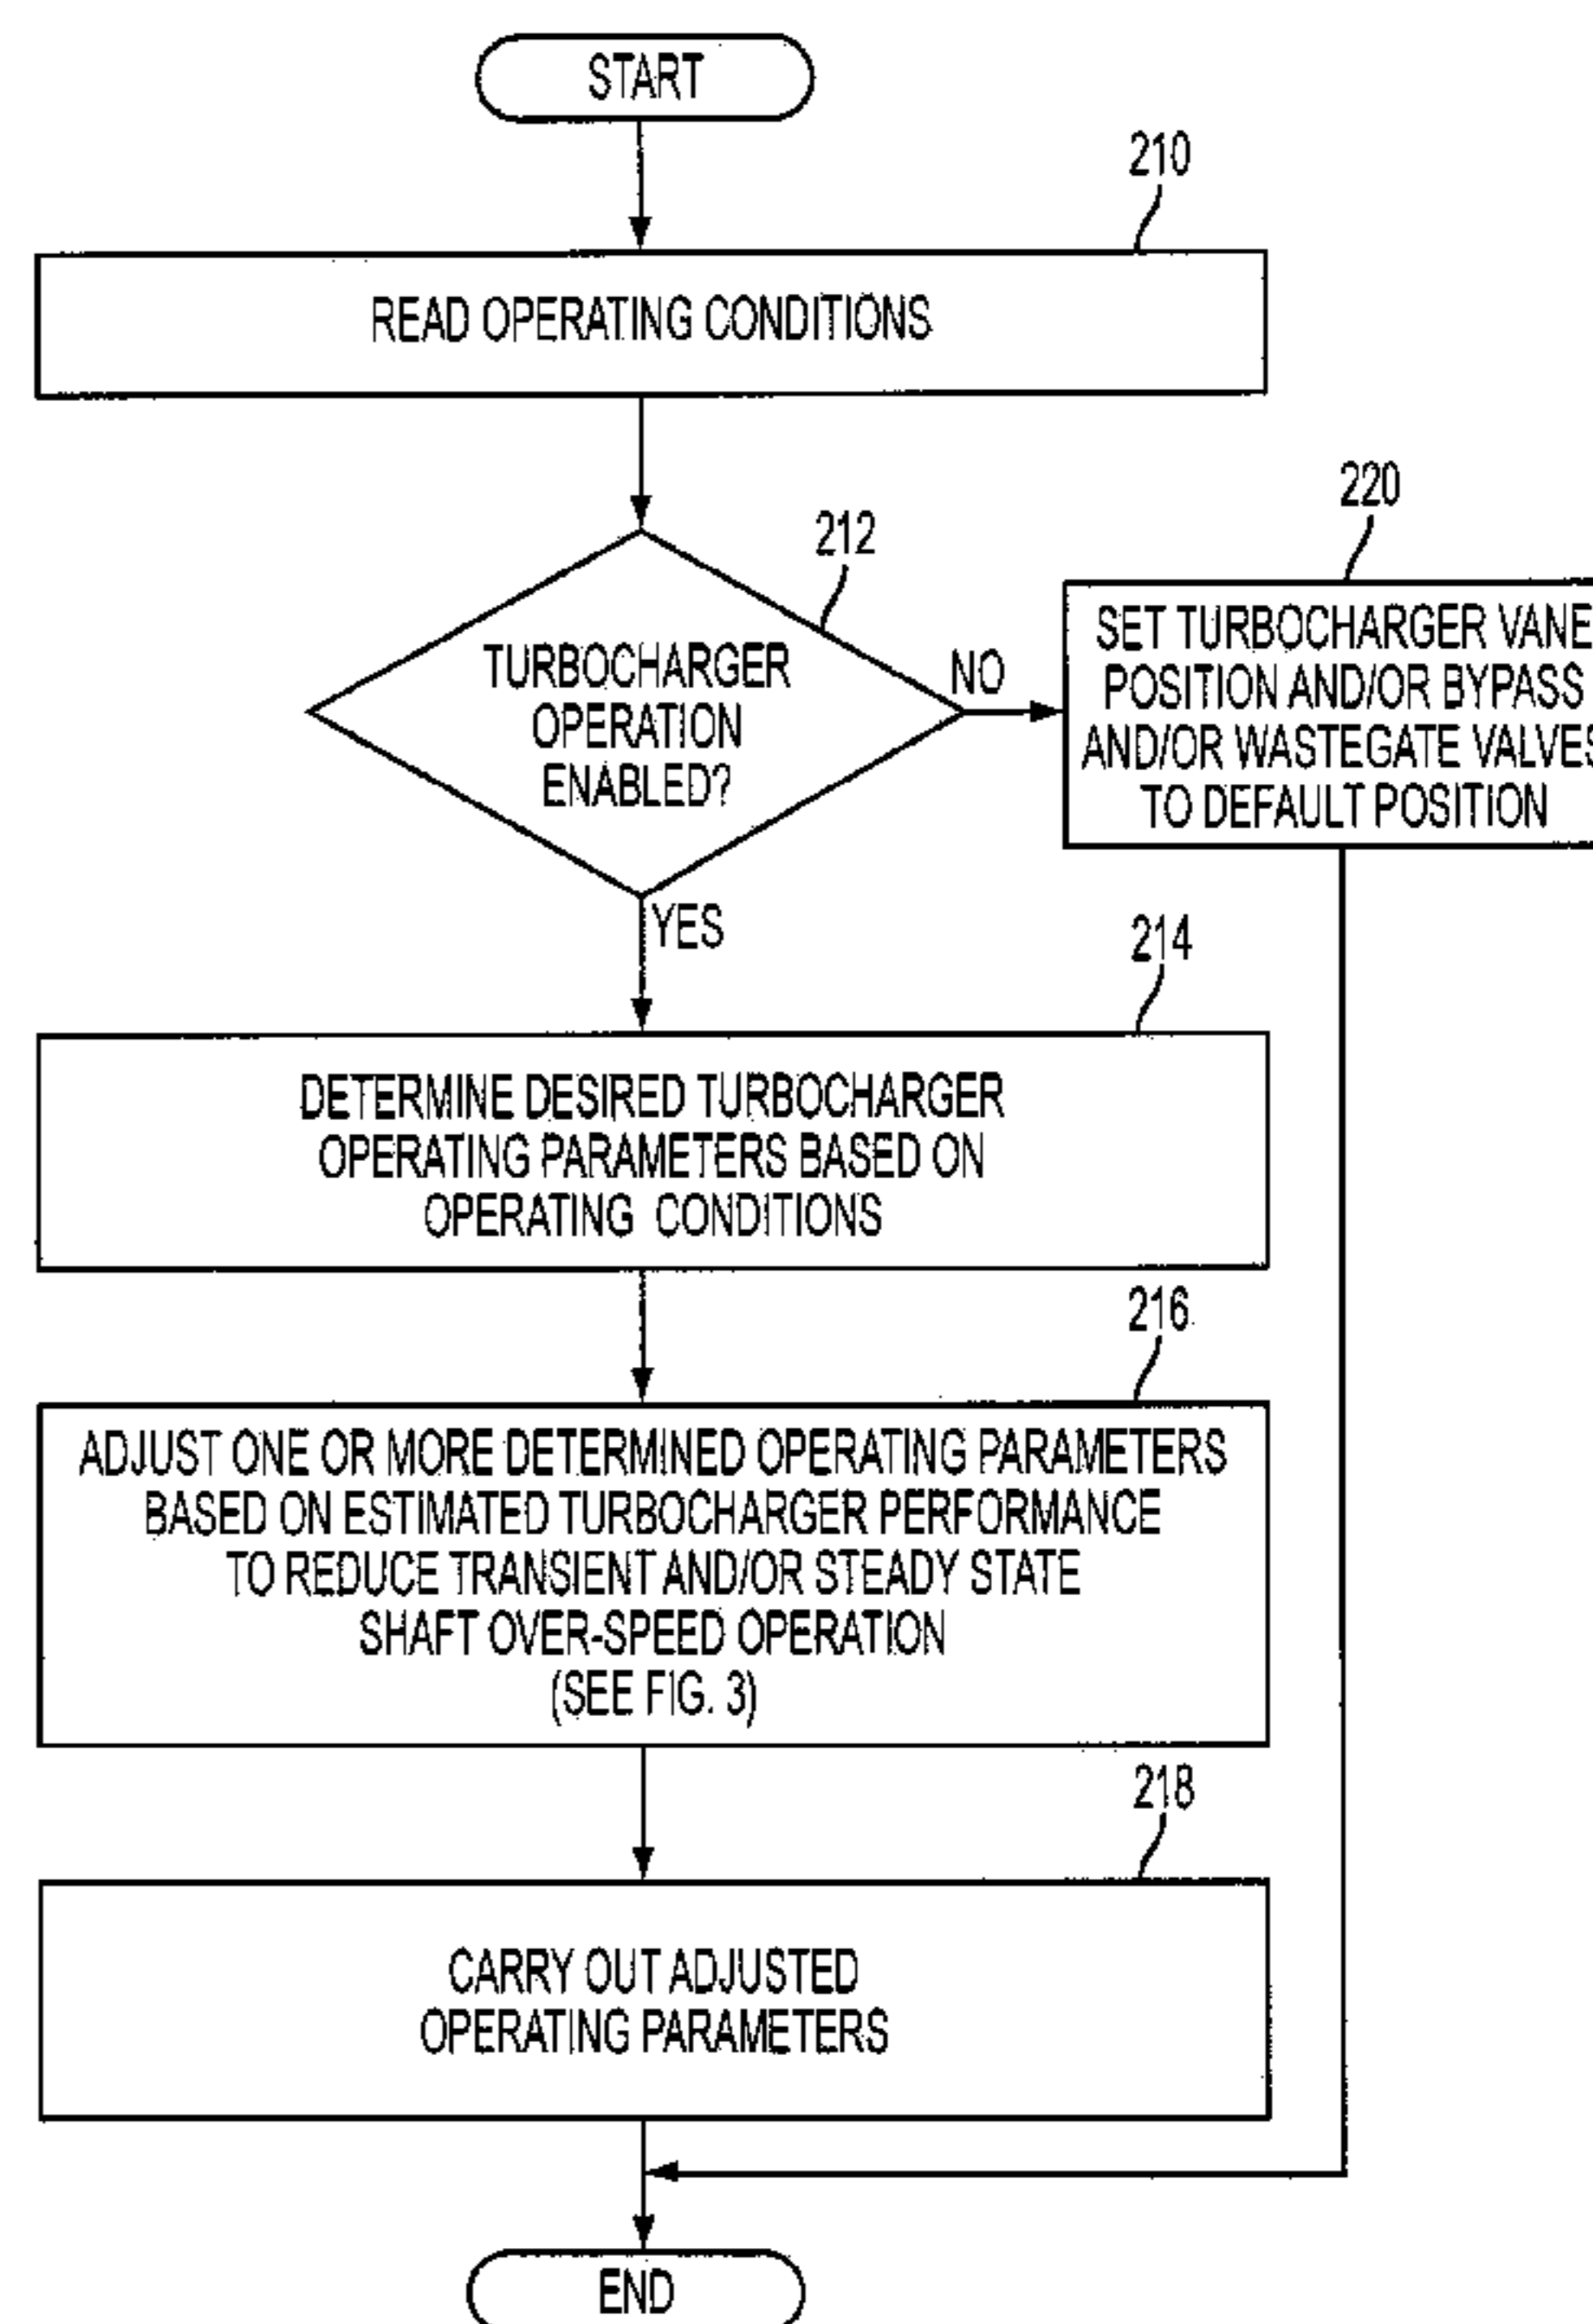 START
210
READ OPERATING CONDITIONS
212
TURBOCHARGER
OPERATION
ENABLED?
NO
220
SET TURBOCHARGER VANE
POSITION AND/OR BYPASS
AND/OR WASTEGATE VALVES
TO DEFAULT POSITION
YES
214
DETERMINE DESIRED TURBOCHARGER
OPERATING PARAMETERS BASED ON
OPERATING CONDITIONS
216
ADJUST ONE OR MORE DETERMINED OPERATING PARAMETERS
BASED ON ESTIMATED TURBOCHARGER PERFORMANCE
TO REDUCE TRANSIENT AND/OR STEADY STATE
SHAFT OVER-SPEED OPERATION
(SEE FIG. 3)
218
CARRY OUT ADJUSTED
OPERATING PARAMETERS
END